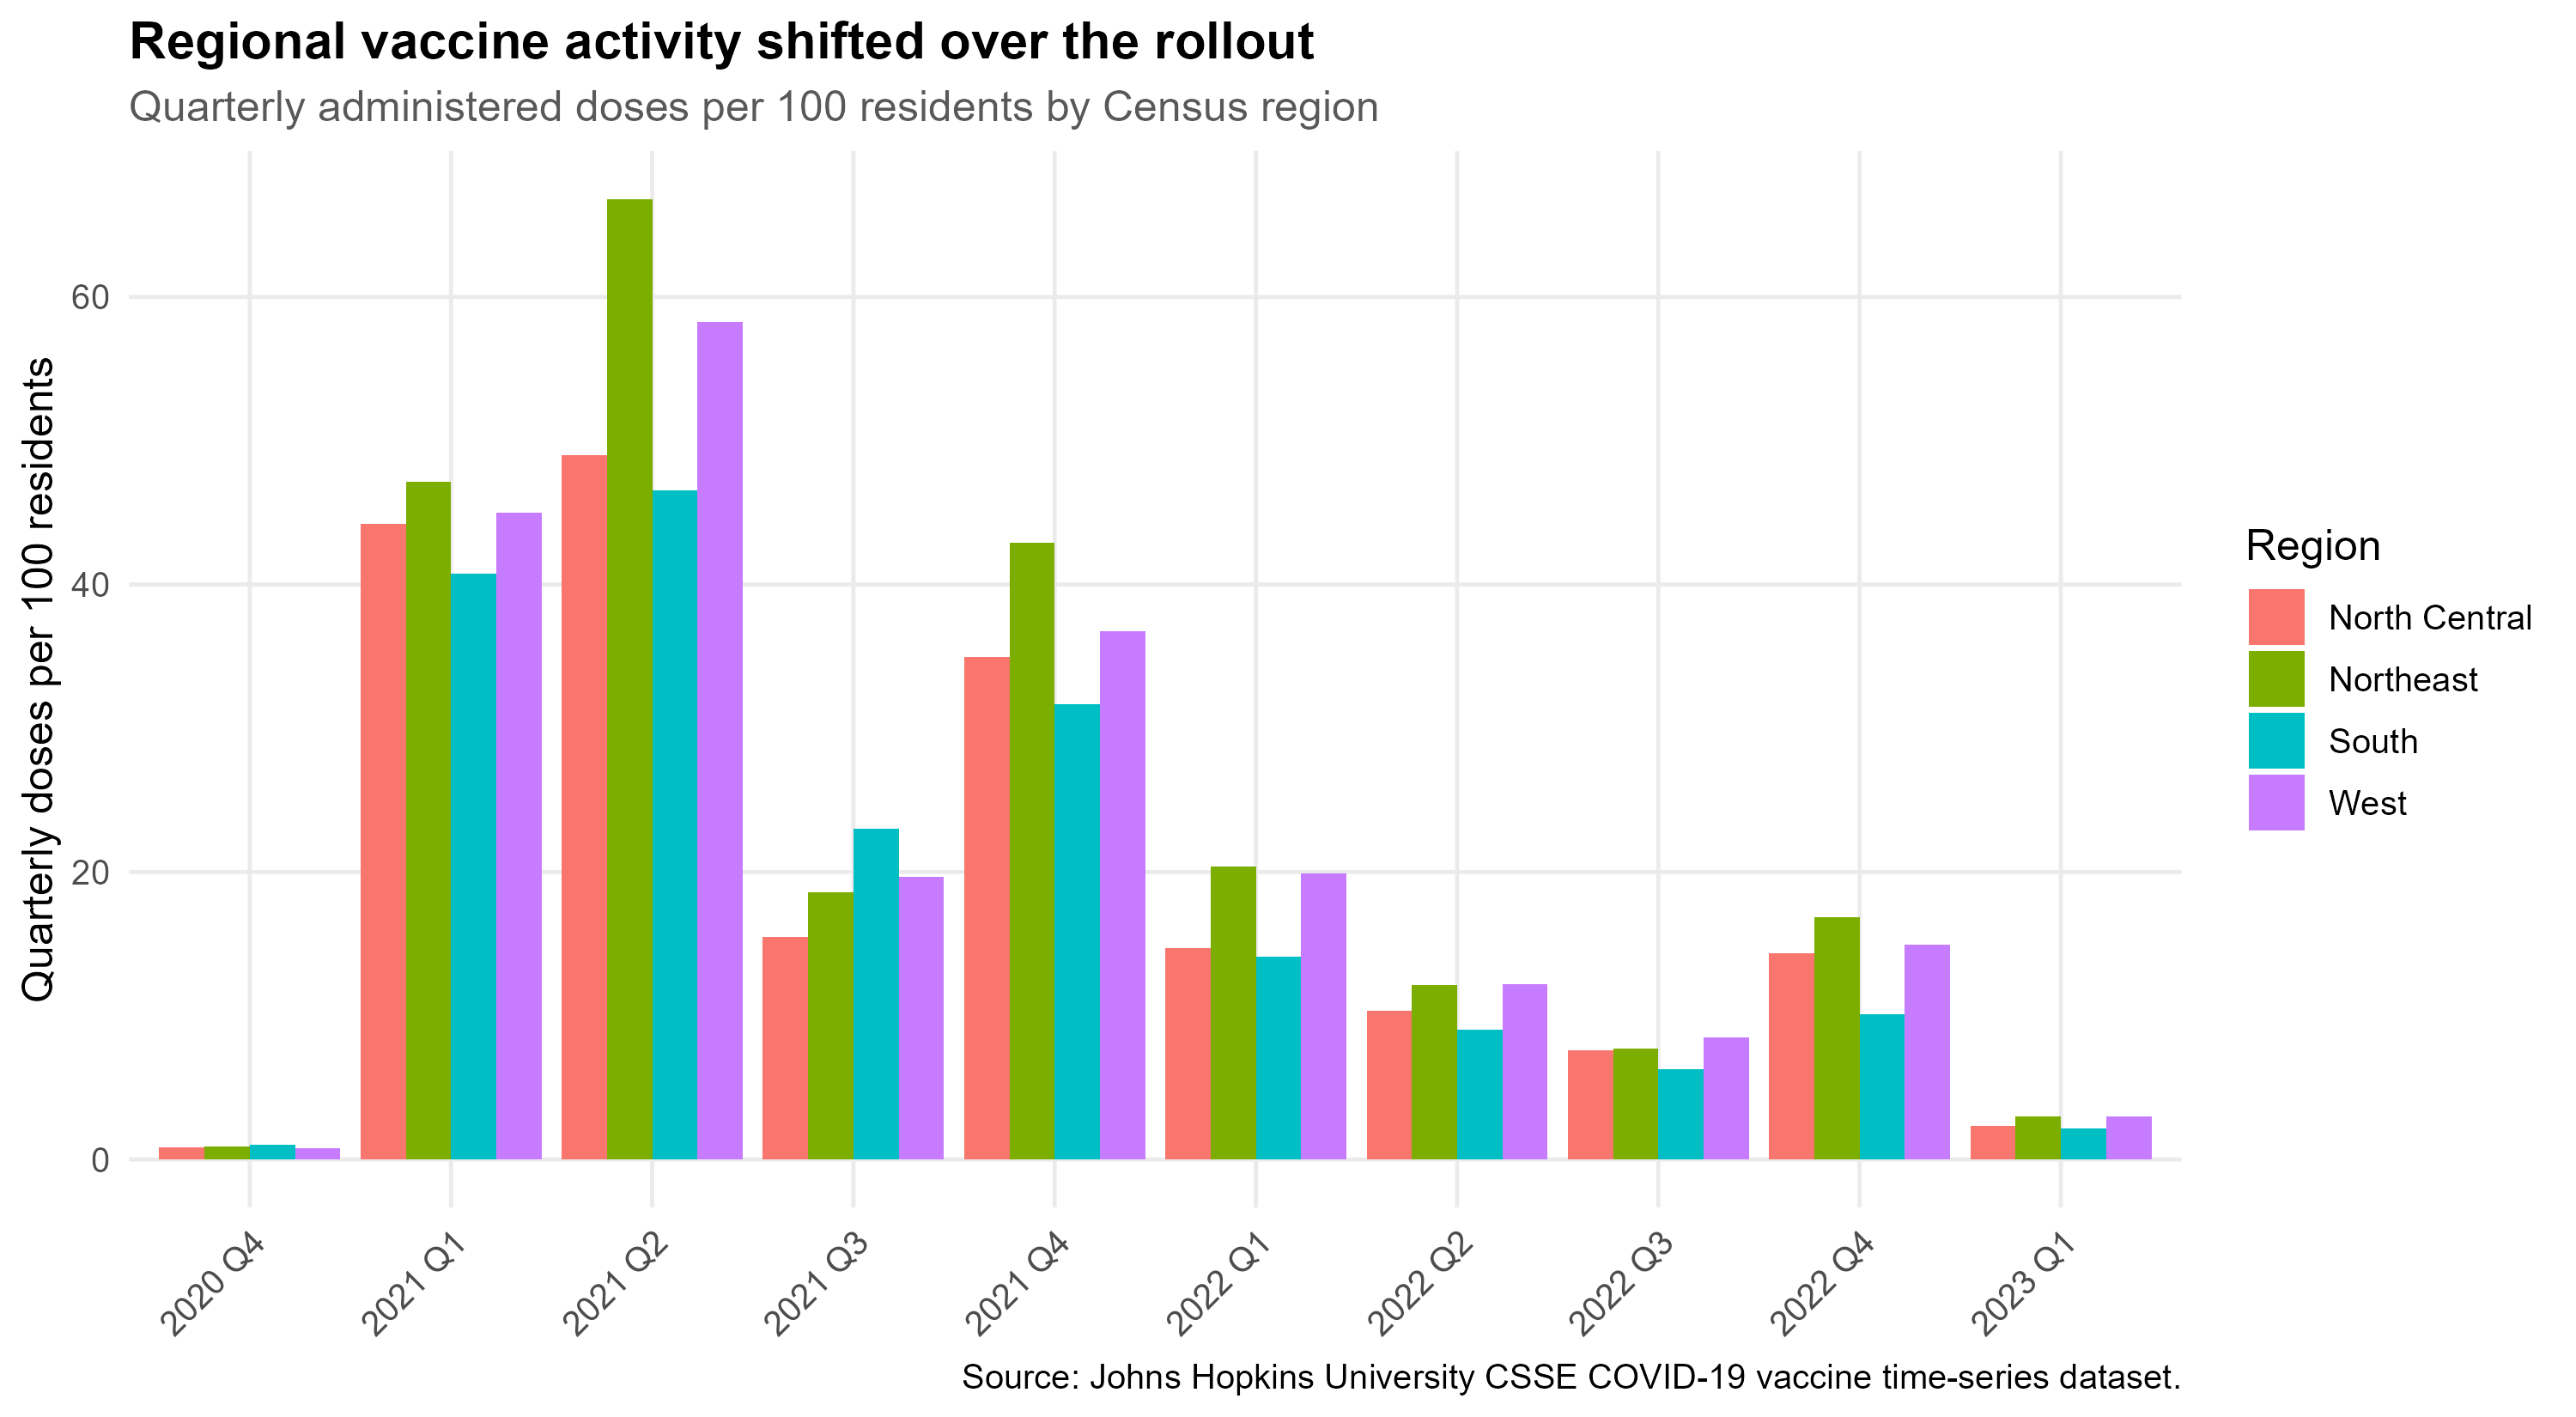 Regional vaccine activity shifted over the rollout
Quarterly administered doses per 100 residents by Census region
Quarterly doses per 100 residents
60
40
20
0
2020 Q4
2021 Q1
2021 Q2
2021 Q3
2021 Q4
2022 Q1
2022 Q2
2022 Q3
2022 Q4
2023 Q1
Region
North Central
Northeast
South
West
Source: Johns Hopkins University CSSE COVID-19 vaccine time-series dataset.